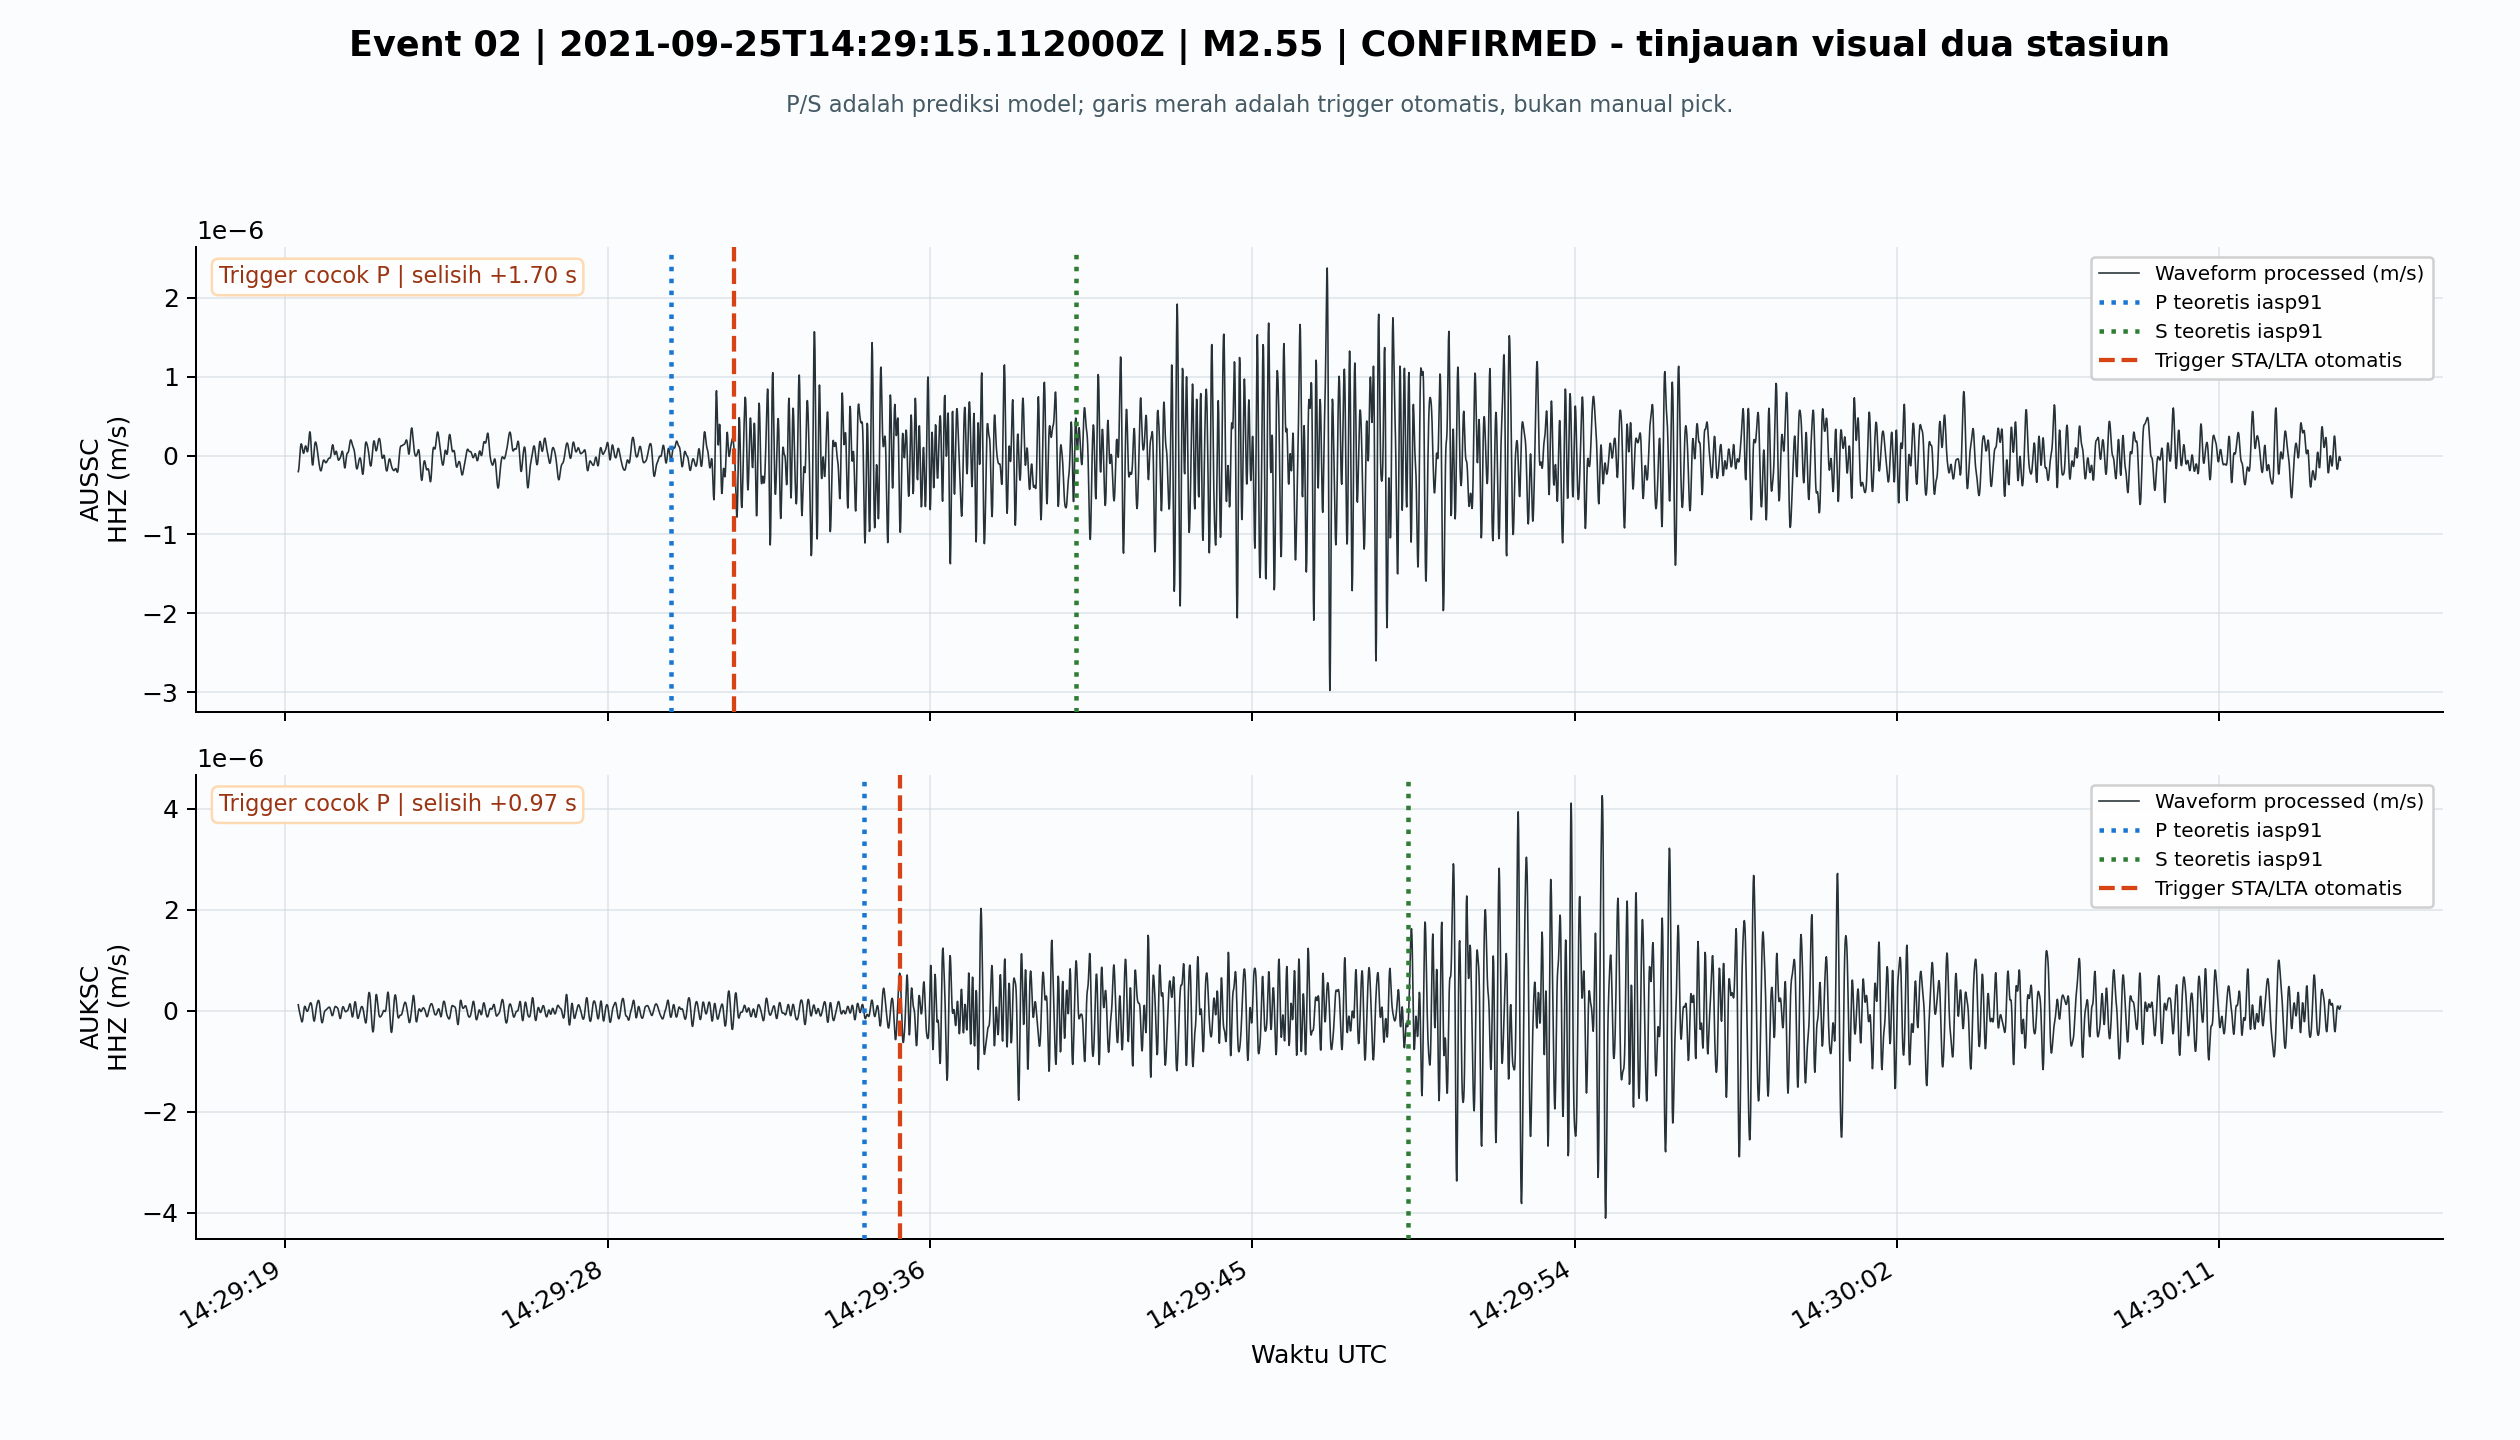 Event 02 | 2021-09-25T14:29:15.112000Z | M2.55 | CONFIRMED - tinjauan visual dua stasiun
P/S adalah prediksi model; garis merah adalah trigger otomatis, bukan manual pick.
1e−6
Trigger cocok P | selisih +1.70 s
Waveform processed (m/s)
P teoretis iasp91
S teoretis iasp91
Trigger STA/LTA otomatis
2
1
0
−1
−2
−3
AUSSC
HHZ (m/s)
1e−6
Trigger cocok P | selisih +0.97 s
Waveform processed (m/s)
P teoretis iasp91
S teoretis iasp91
Trigger STA/LTA otomatis
4
2
0
−2
−4
AUKSC
HHZ (m/s)
14:29:19
14:29:28
14:29:36
14:29:45
14:29:54
14:30:02
14:30:11
Waktu UTC